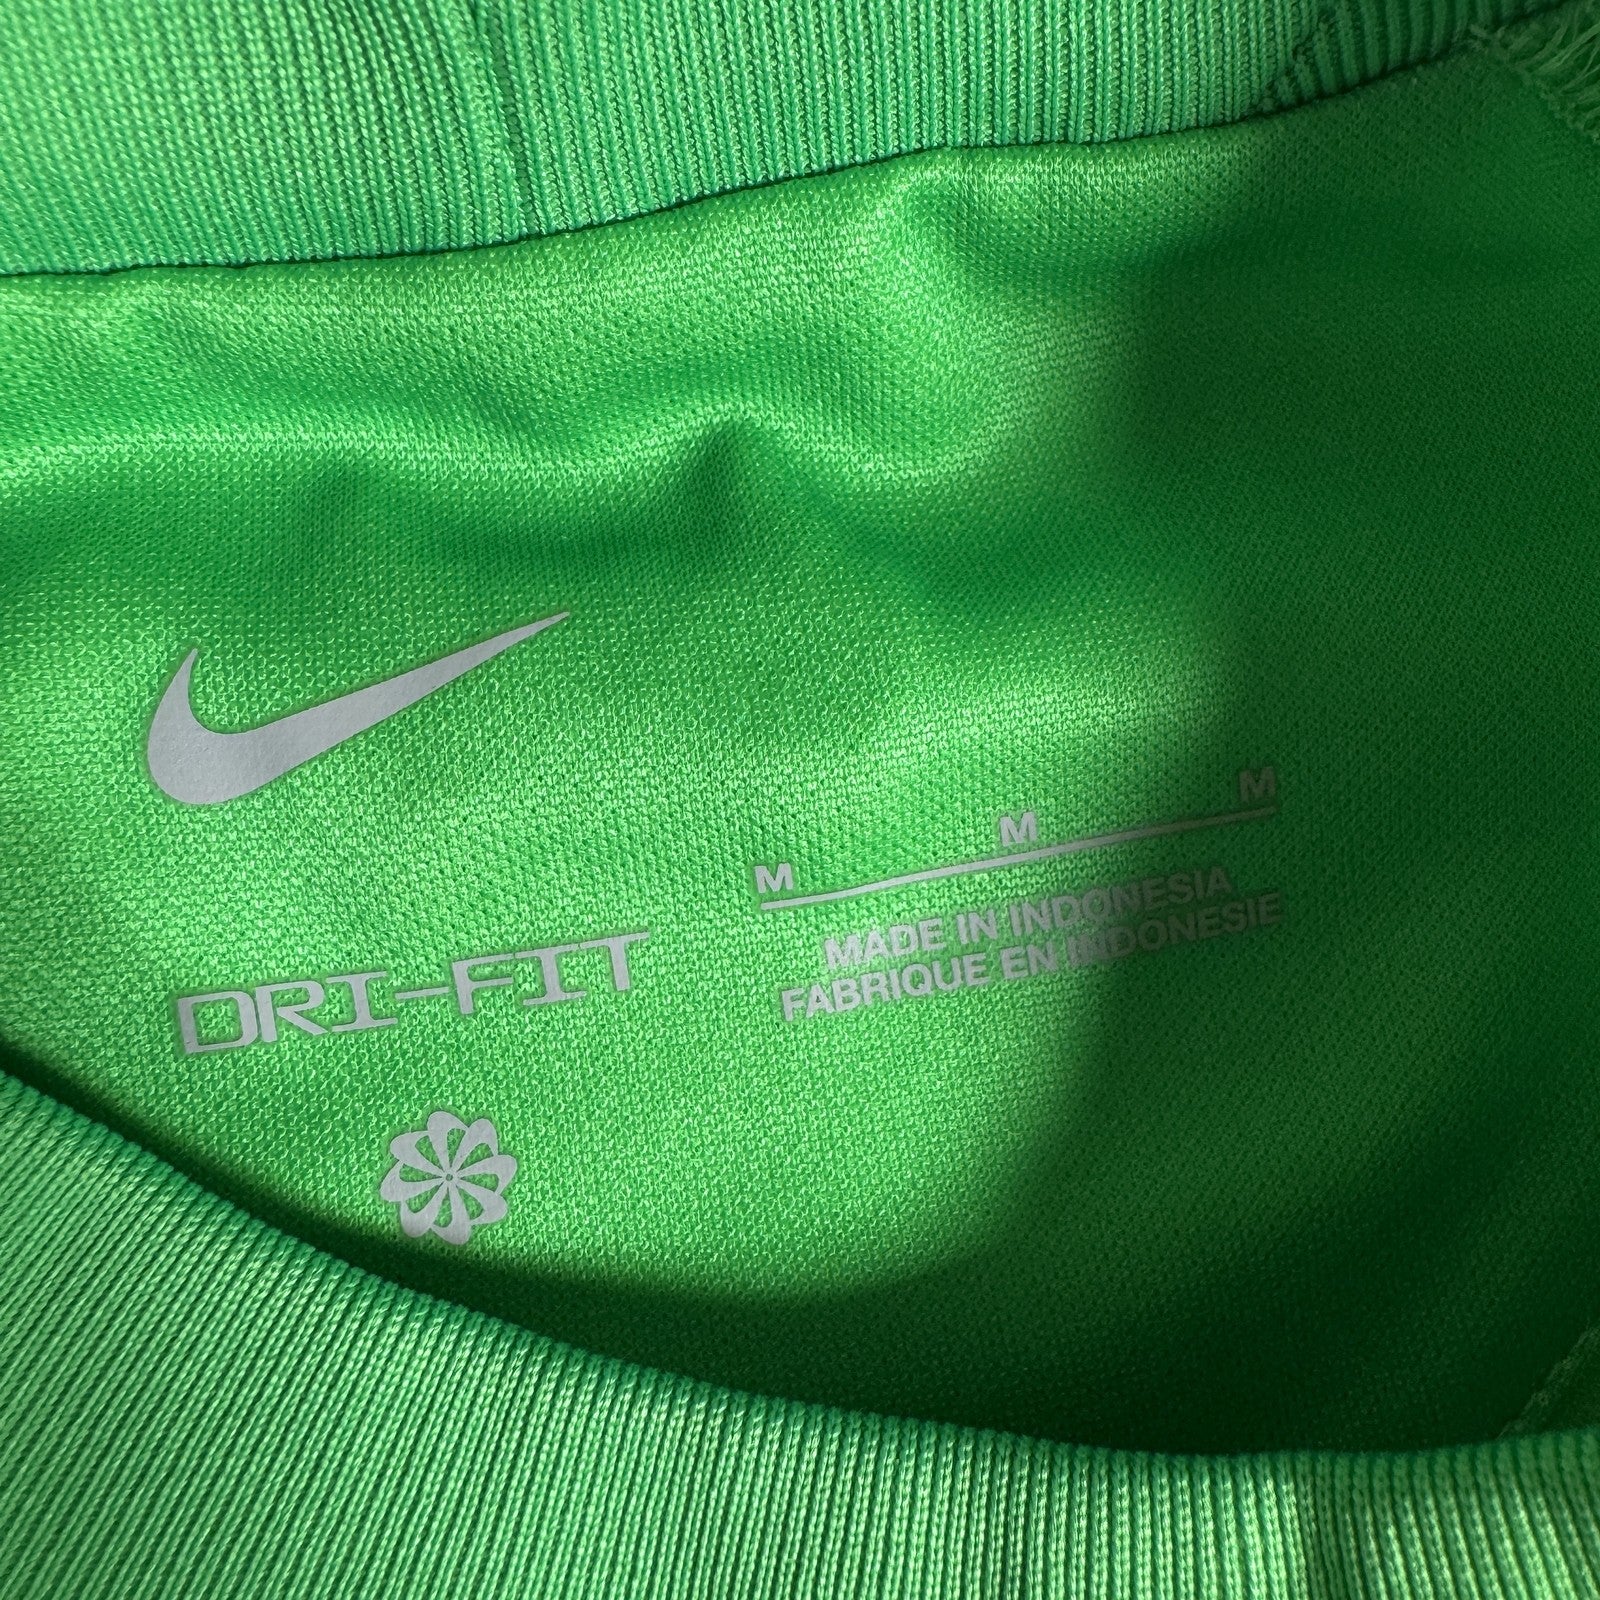 DRI-FIT
M M M
MADE IN INDONESIA
FABRIQUE EN INDONESIE